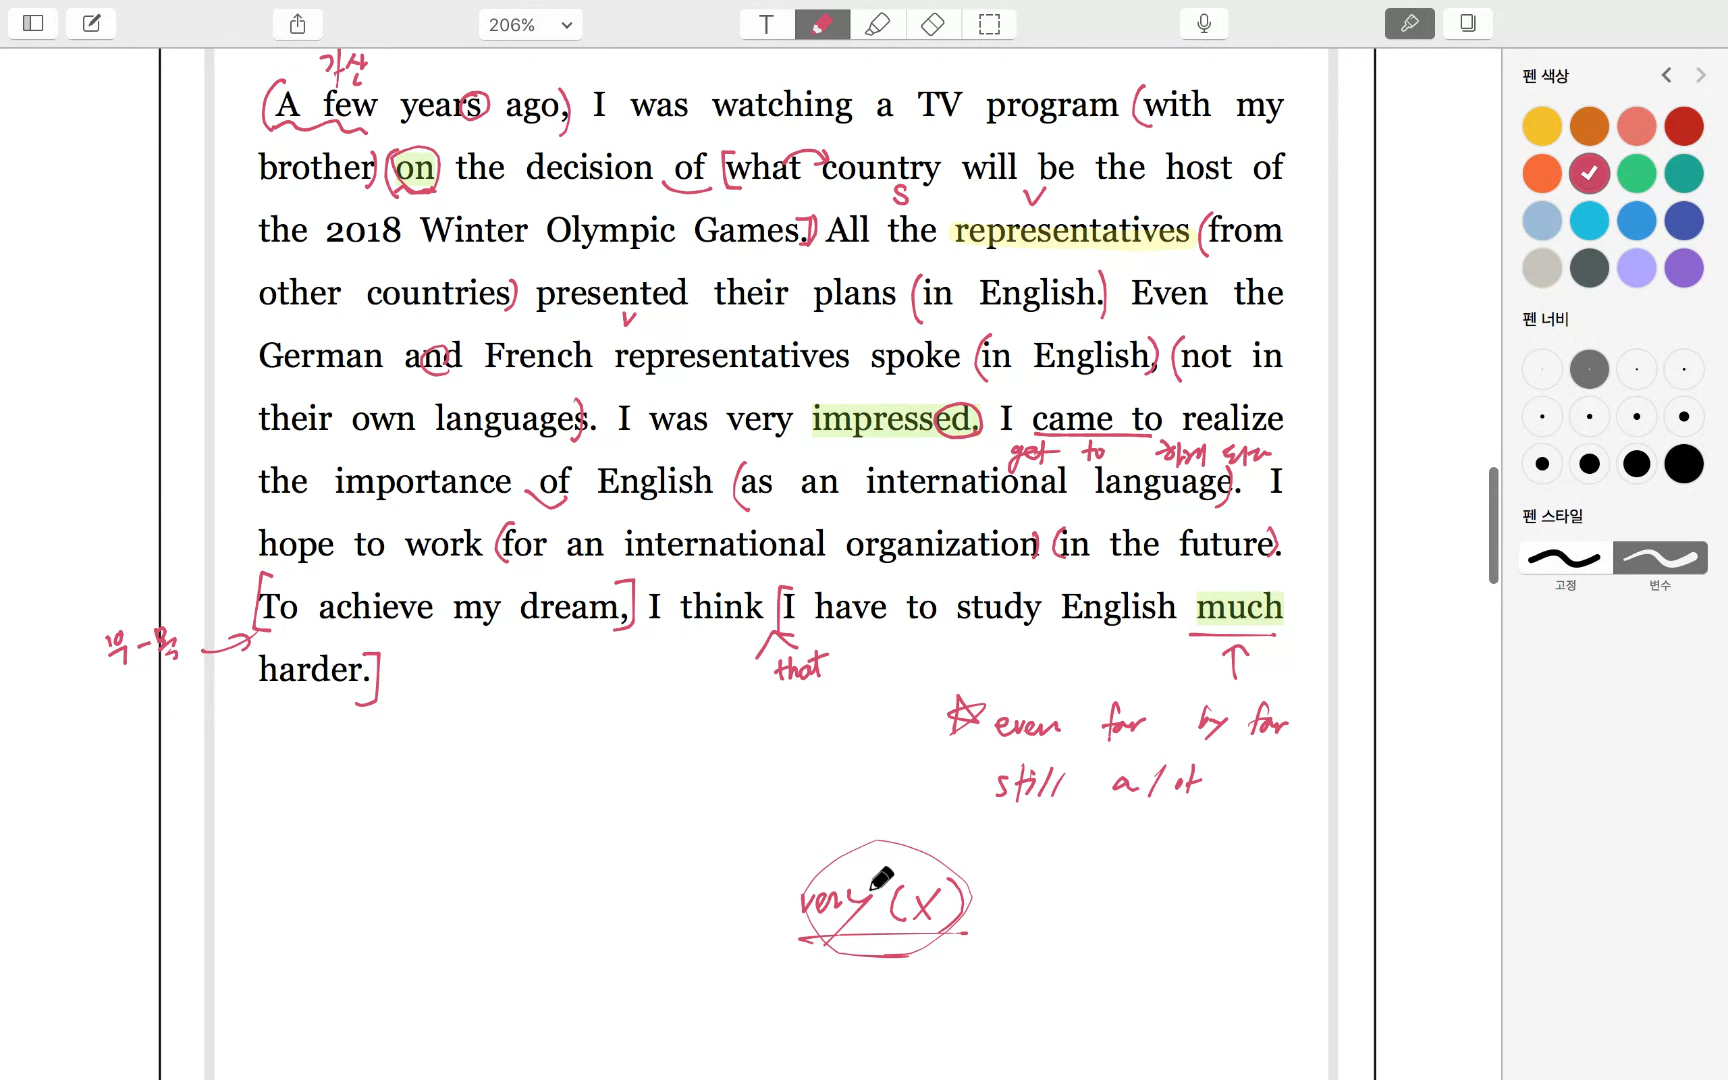 206%
T
펜 색상
가산
A few years ago, I was watching a TV program with my
brother on the decision of what country will be the host of
S V
the 2018 Winter Olympic Games. All the representatives from
other countries presented their plans in English. Even the
V
German and French representatives spoke in English, not in
their own languages. I was very impressed. I came to realize
get to 하게 되다
the importance of English as an international language. I
hope to work for an international organization in the future.
To achieve my dream, I think I have to study English much
부-목
that
harder.
even far by far
still a lot
very (X)
펜 너비
펜 스타일
고정 변수